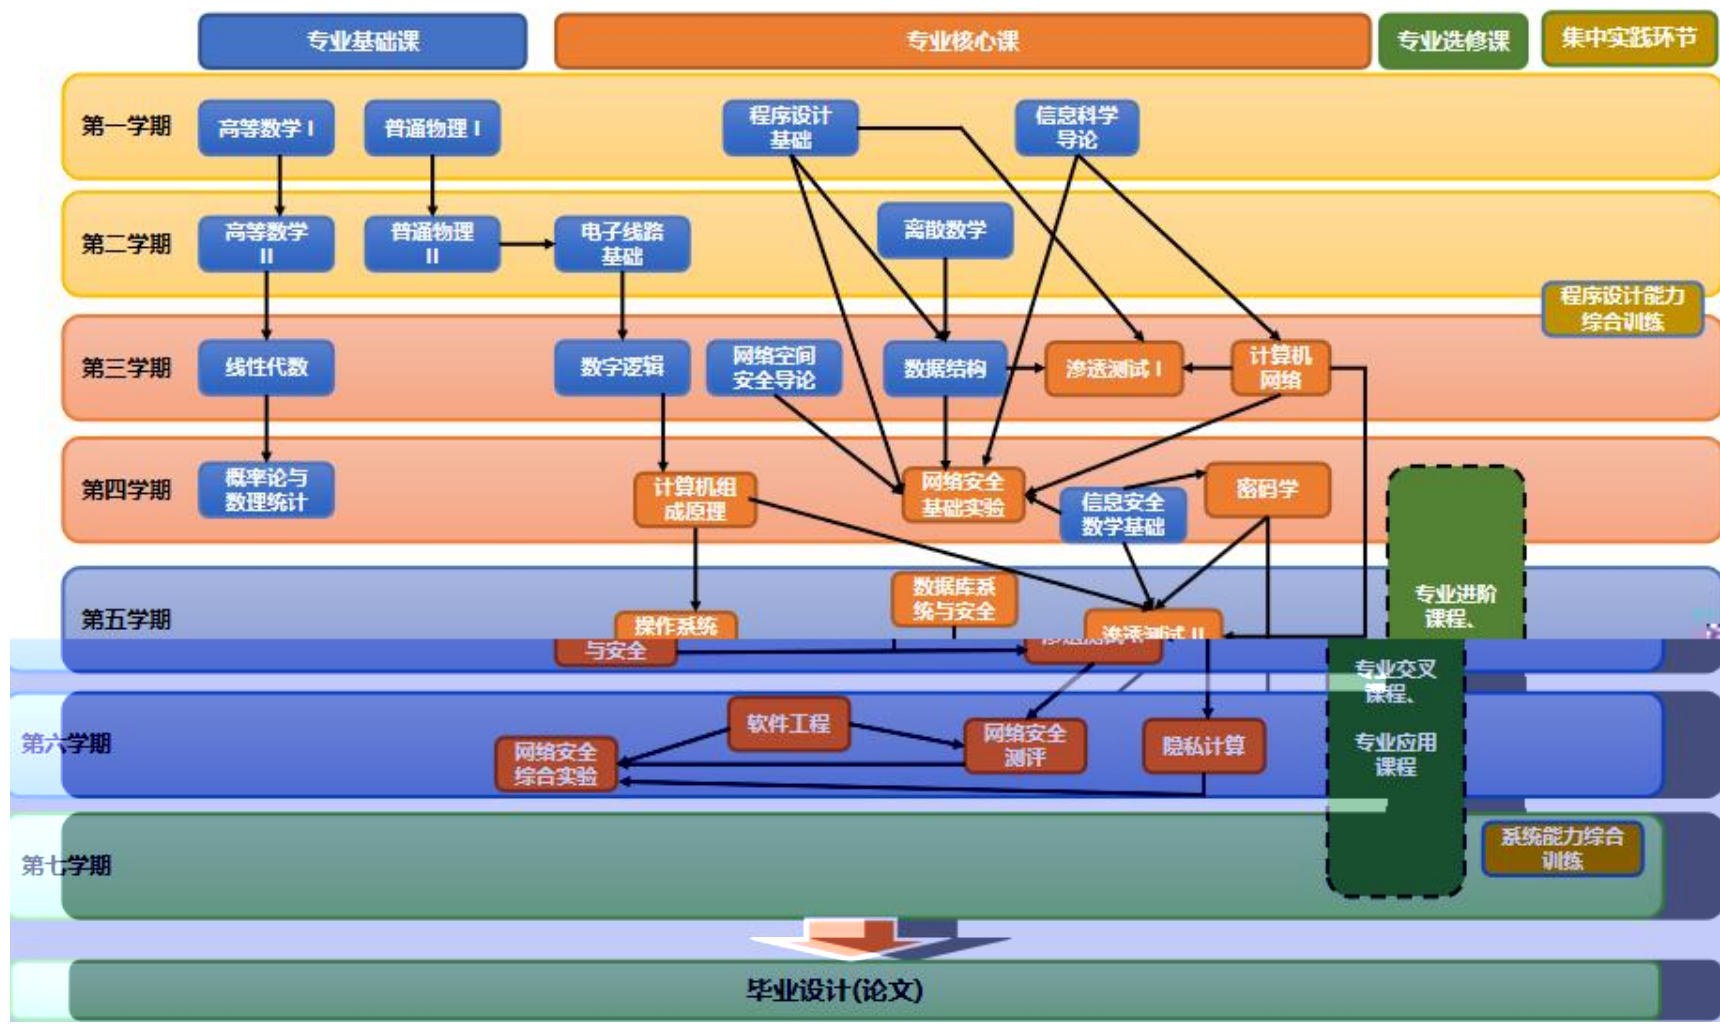 专业基础课
专业核心课
专业选修课
集中实践环节
第一学期
高等数学 I
普通物理 I
程序设计
基础
信息科学
导论
第二学期
高等数学
II
普通物理
II
电子线路
基础
离散数学
程序设计能力
综合训练
第三学期
线性代数
数字逻辑
网络空间
安全导论
数据结构
渗透测试 I
计算机
网络
第四学期
概率论与
数理统计
计算机组
成原理
网络安全
基础实验
信息安全
数学基础
密码学
第五学期
操作系统
与安全
数据库系
统与安全
渗透测试 II
专业进阶
课程、
专业交叉
课程、
专业应用
课程
第六学期
网络安全
综合实验
软件工程
网络安全
测评
隐私计算
第七学期
系统能力综合
训练
毕业设计(论文)